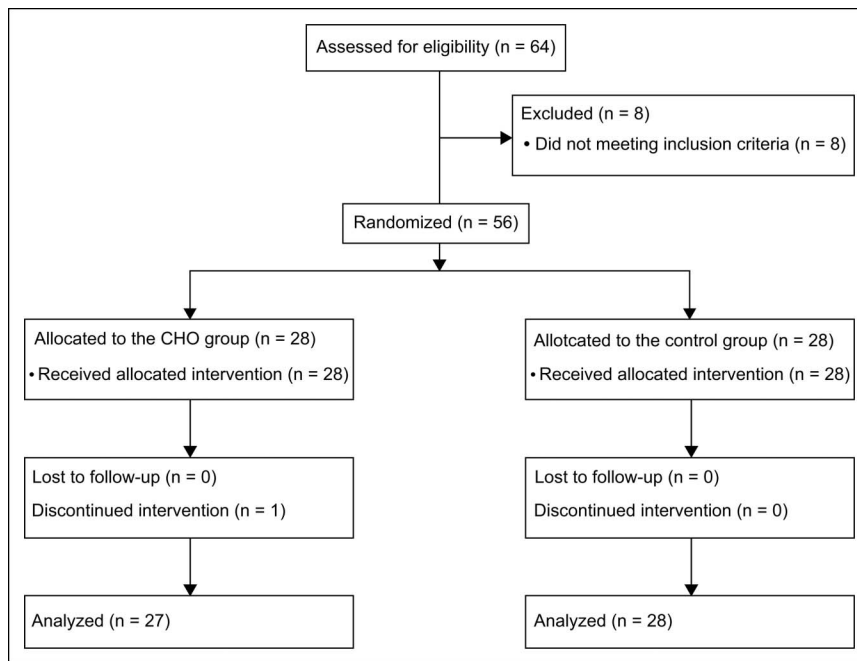 Assessed for eligibility (n = 64)
Excluded (n = 8)
• Did not meeting inclusion criteria (n = 8)
Randomized (n = 56)
Allocated to the CHO group (n = 28)
• Received allocated intervention (n = 28)
Allotcated to the control group (n = 28)
• Received allocated intervention (n = 28)
Lost to follow-up (n = 0)
Discontinued intervention (n = 1)
Lost to follow-up (n = 0)
Discontinued intervention (n = 0)
Analyzed (n = 27)
Analyzed (n = 28)